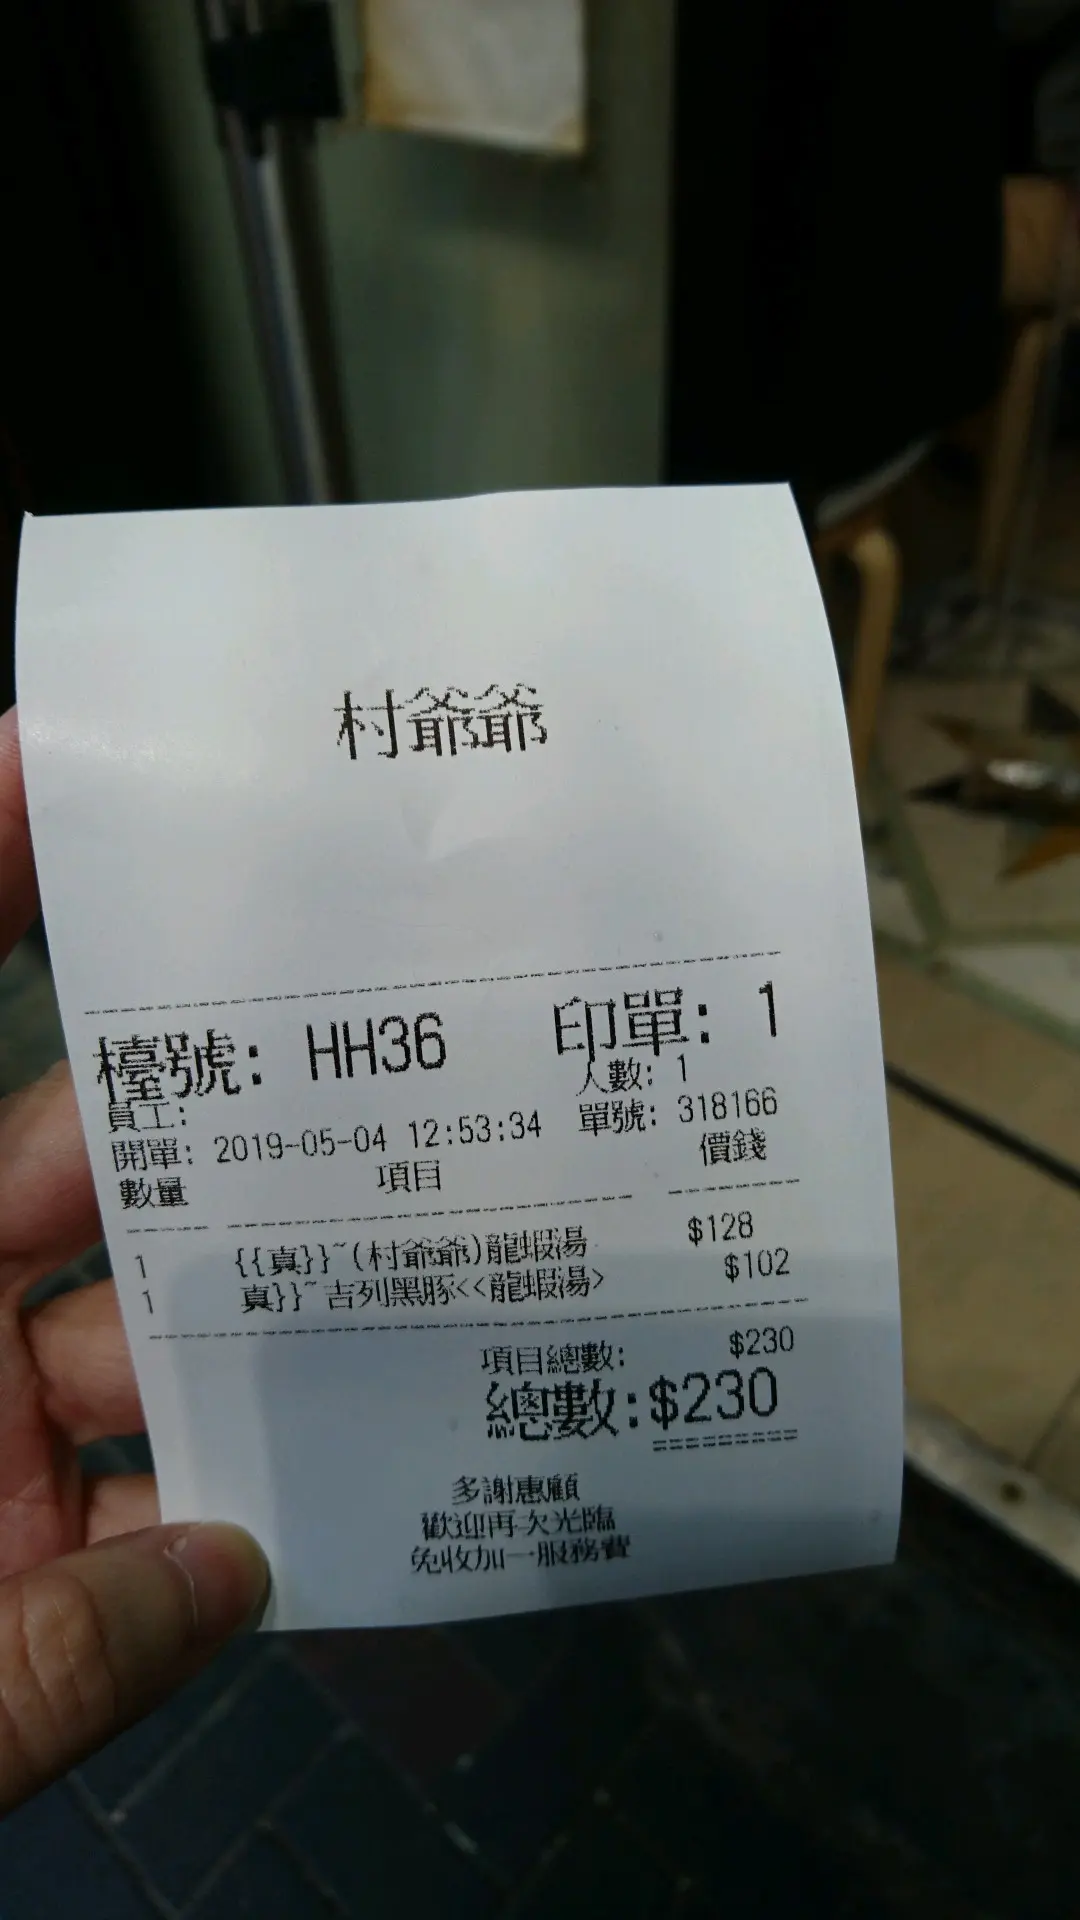 村爺爺
檯號: HH36 印單: 1
員工: 人數: 1
開單: 2019-05-04 12:53:34 單號: 318166
數量 項目 價錢
1 {{真}}~(村爺爺)龍蝦湯 $128
1 真}}~吉列黑豚<<龍蝦湯> $102
項目總數: $230
總數:$230
多謝惠顧
歡迎再次光臨
免收加一服務費